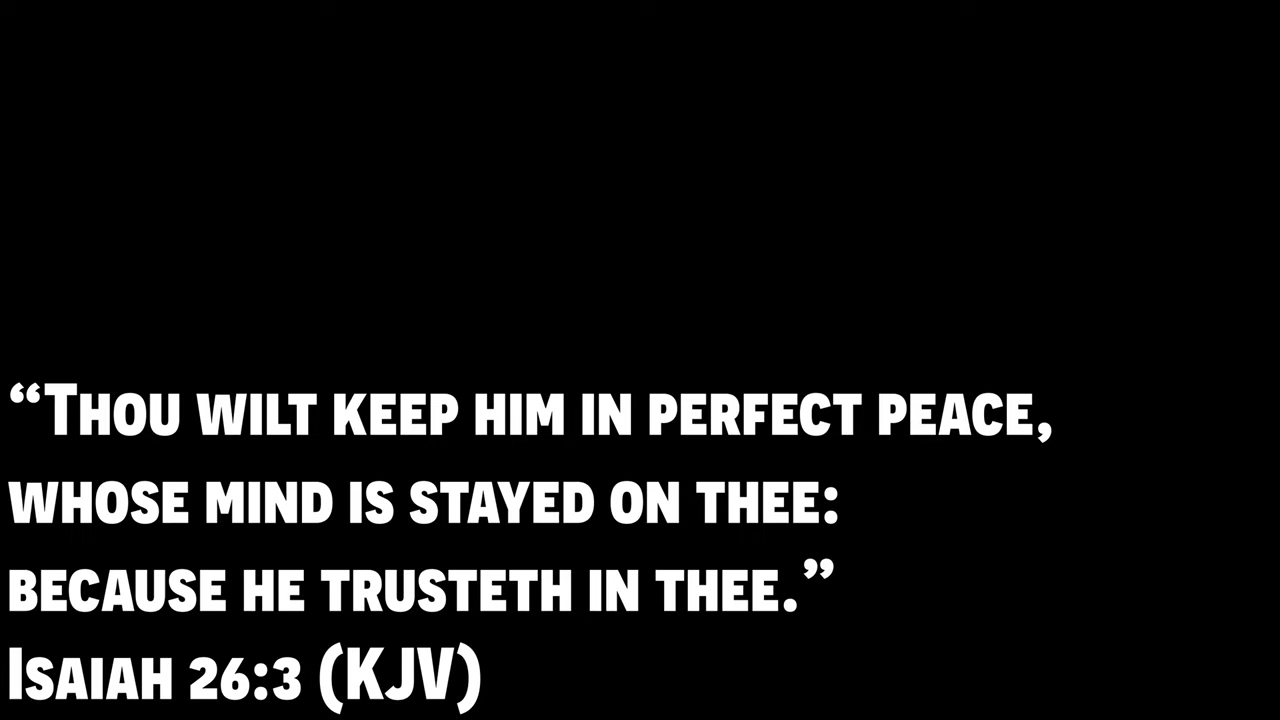 “Thou wilt keep him in perfect peace,
whose mind is stayed on thee:
because he trusteth in thee.”
Isaiah 26:3 (KJV)